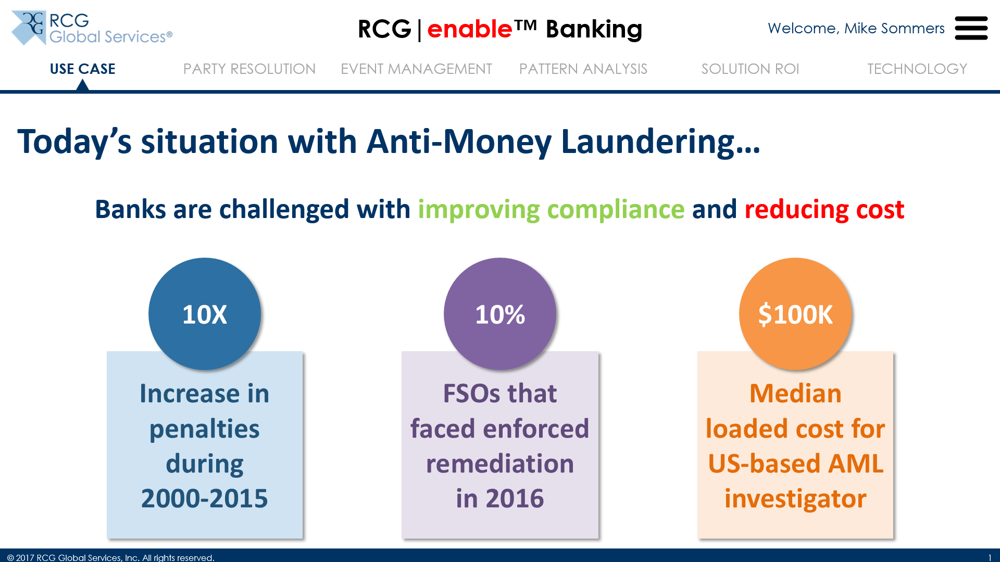 RCG
Global Services®
RCG|enable™ Banking
Welcome, Mike Sommers
USE CASE
PARTY RESOLUTION
EVENT MANAGEMENT
PATTERN ANALYSIS
SOLUTION ROI
TECHNOLOGY
Today’s situation with Anti-Money Laundering...
Banks are challenged with improving compliance and reducing cost
10X
Increase in
penalties
during
2000-2015
10%
FSOs that
faced enforced
remediation
in 2016
$100K
Median
loaded cost for
US-based AML
investigator
© 2017 RCG Global Services, Inc. All rights reserved.
1